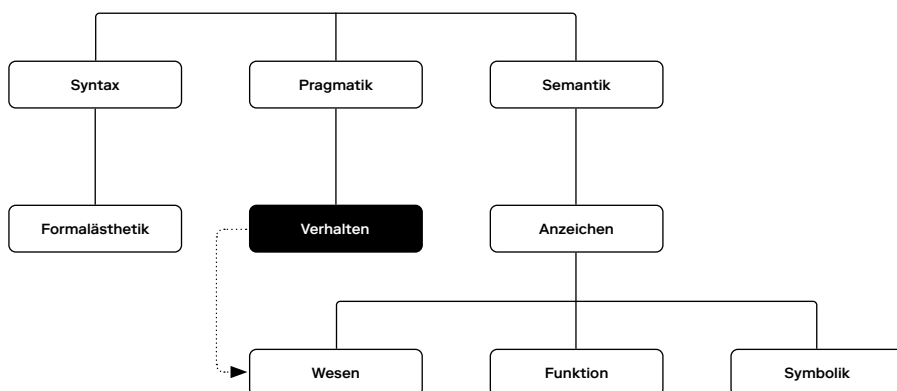 Syntax
Pragmatik
Semantik
Formalästhetik
Verhalten
Anzeichen
Wesen
Funktion
Symbolik